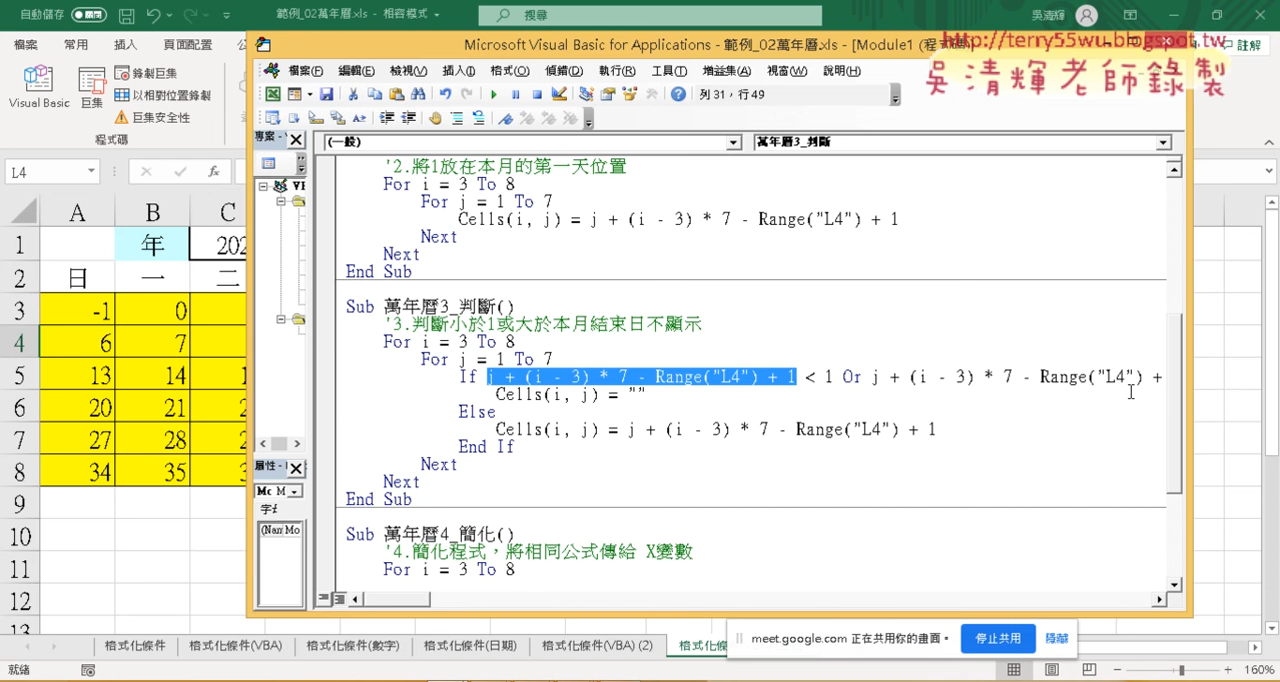 自動儲存
範例_02萬年曆.xls - 相容模式
搜尋
吳清輝
檔案 常用 插入 頁面配置
註解
Visual Basic
巨集
錄製巨集
以相對位置錄製
巨集安全性
程式碼
Microsoft Visual Basic for Applications - 範例_02萬年曆.xls - [Module1 (程式碼)]
http://terry55wu.blogspot.tw
吳清輝老師錄製
檔案(F) 編輯(E) 檢視(V) 插入(I) 格式(O) 偵錯(D) 執行(R) 工具(T) 增益集(A) 視窗(W) 說明(H)
列 31，行 49
專案 -
(一般)
萬年曆3_判斷
L4
fx
A B C
1 年 202
2 日 一 二
3 -1 0
4 6 7
5 13 14 1
6 20 21 2
7 27 28 2
8 34 35 3
9
10
11
12
13
屬性 -
'2.將1放在本月的第一天位置
For i = 3 To 8
For j = 1 To 7
Cells(i, j) = j + (i - 3) * 7 - Range("L4") + 1
Next
Next
End Sub
Sub 萬年曆3_判斷()
'3.判斷小於1或大於本月結束日不顯示
For i = 3 To 8
For j = 1 To 7
If j + (i - 3) * 7 - Range("L4") + 1 < 1 Or j + (i - 3) * 7 - Range("L4") +
Cells(i, j) = ""
Else
Cells(i, j) = j + (i - 3) * 7 - Range("L4") + 1
End If
Next
Next
End Sub
Sub 萬年曆4_簡化()
'4.簡化程式，將相同公式傳給 X變數
For i = 3 To 8
格式化條件 格式化條件(VBA) 格式化條件(數字) 格式化條件(日期) 格式化條件(VBA) (2) 格式化條
meet.google.com 正在共用你的畫面。
停止共用
隱藏
就緒
160%